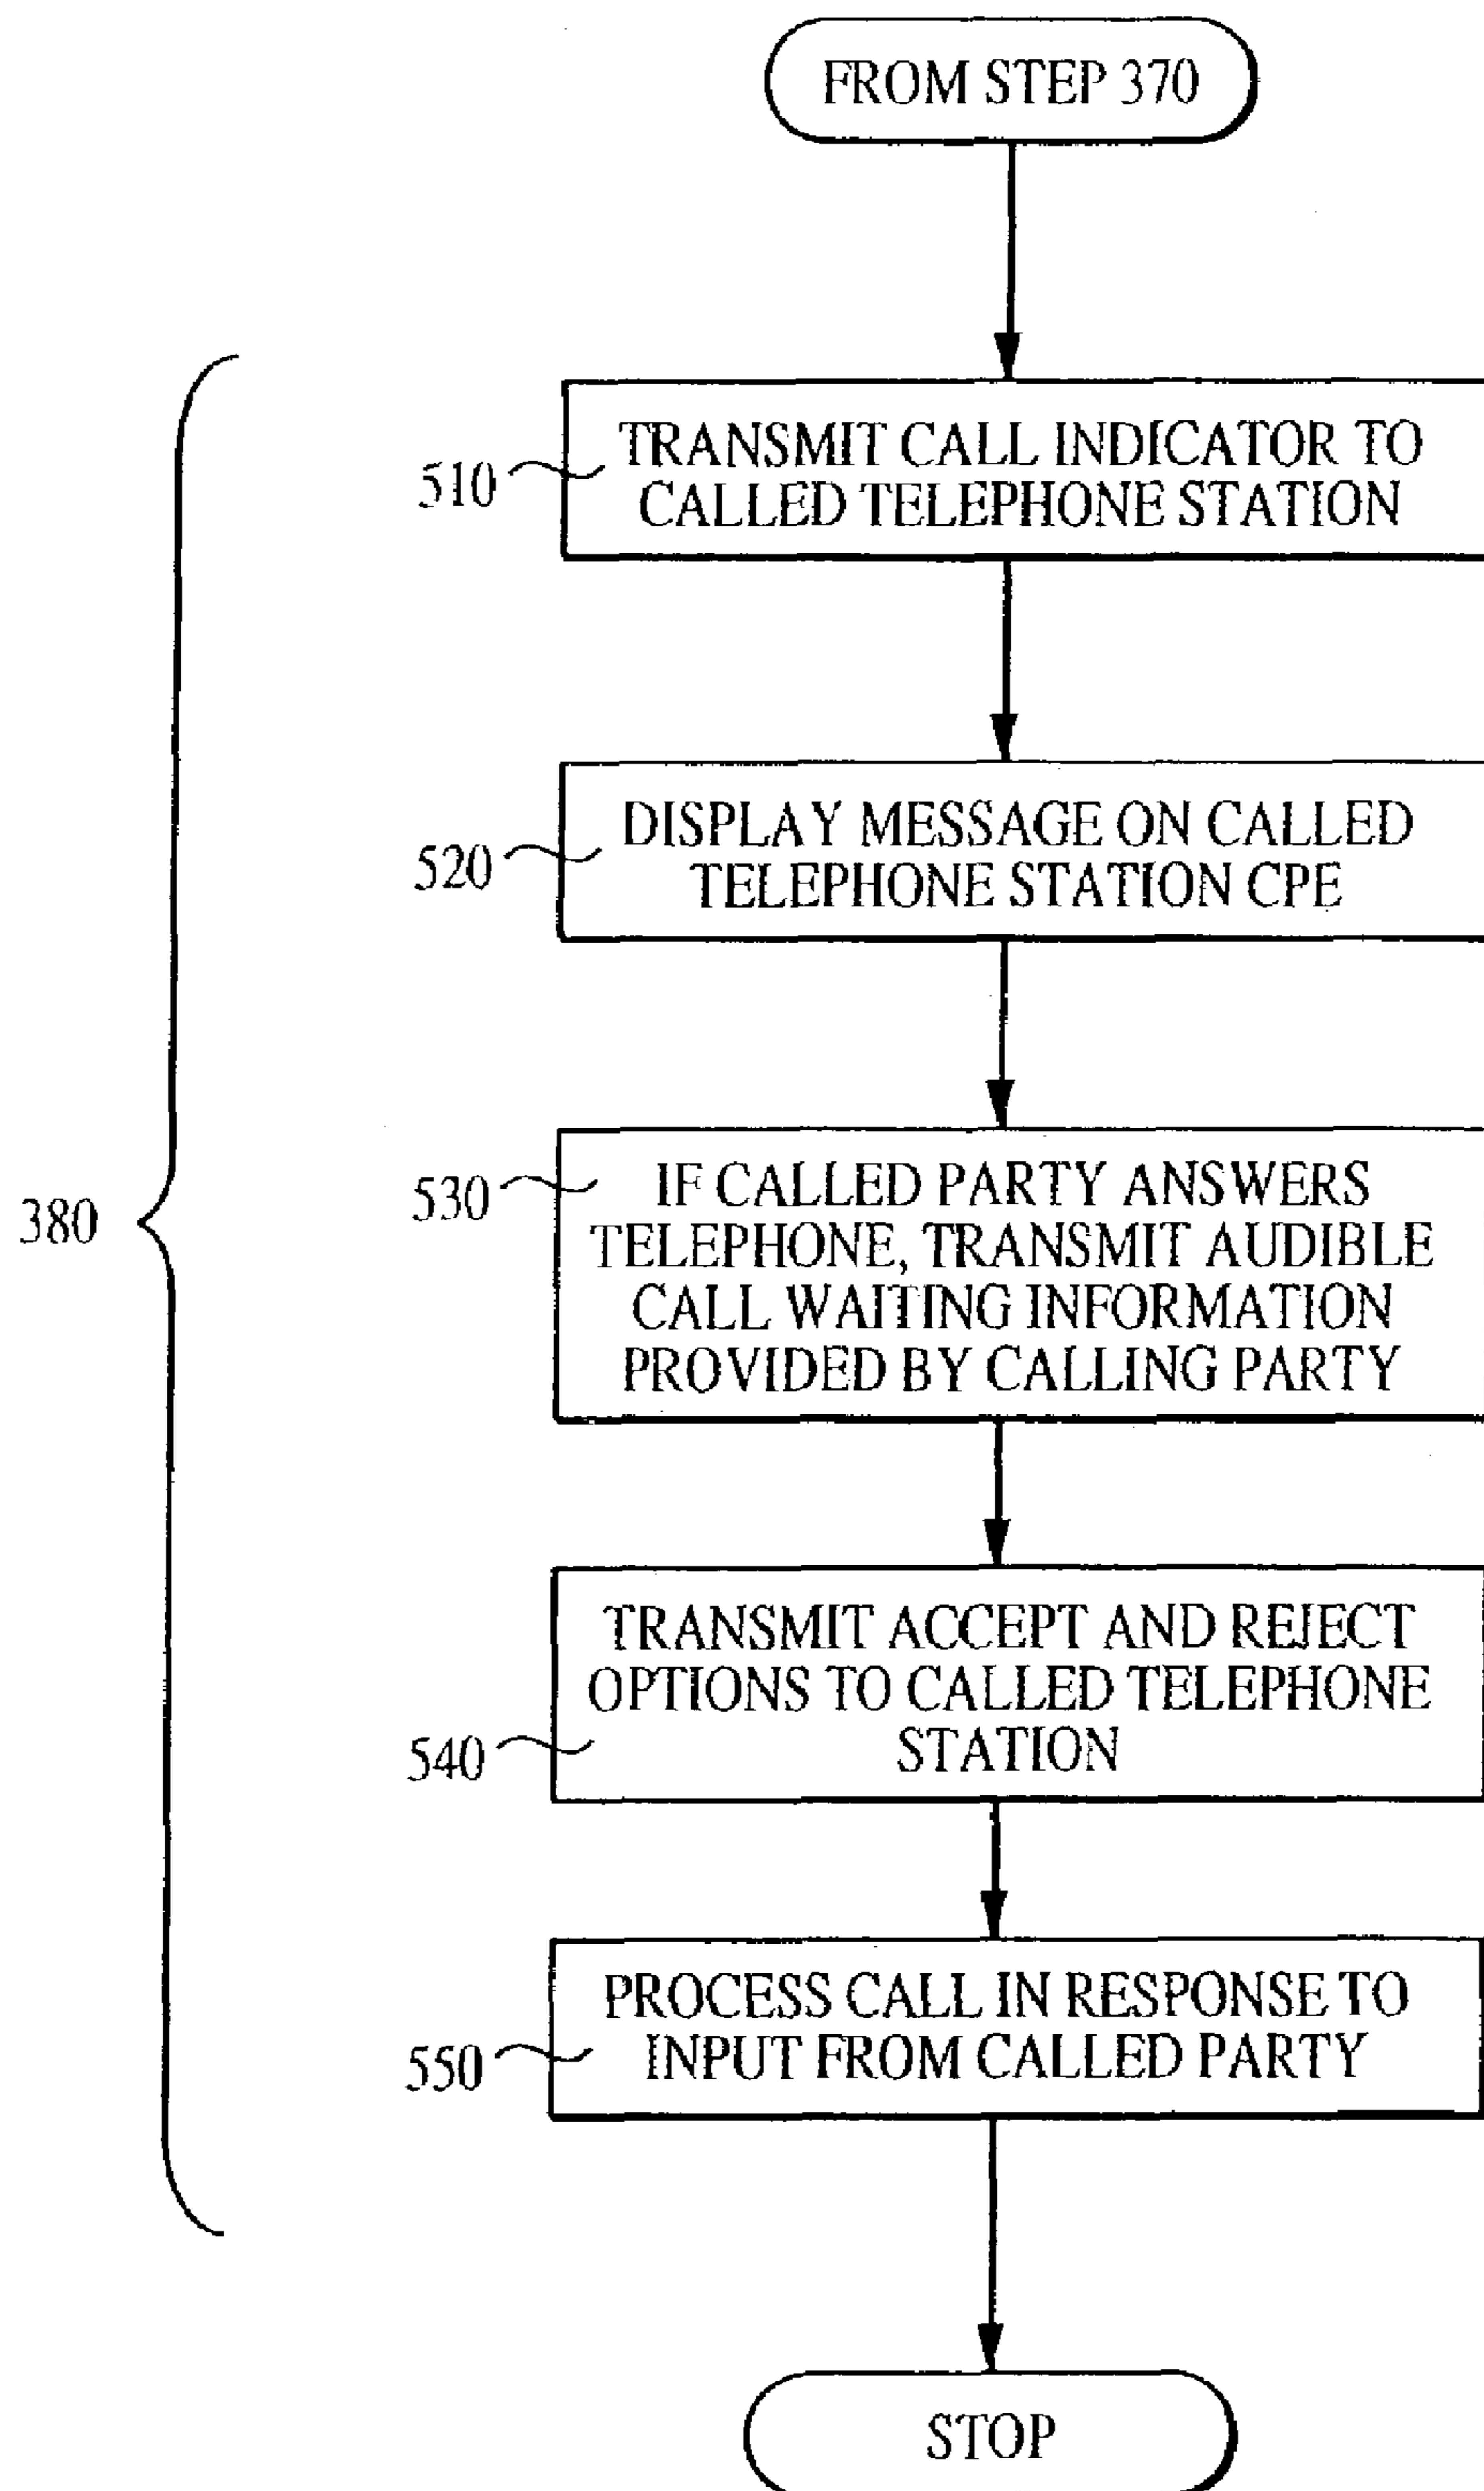 FROM STEP 370
510
TRANSMIT CALL INDICATOR TO
CALLED TELEPHONE STATION
520
DISPLAY MESSAGE ON CALLED
TELEPHONE STATION CPE
380
530
IF CALLED PARTY ANSWERS
TELEPHONE, TRANSMIT AUDIBLE
CALL WAITING INFORMATION
PROVIDED BY CALLING PARTY
540
TRANSMIT ACCEPT AND REJECT
OPTIONS TO CALLED TELEPHONE
STATION
550
PROCESS CALL IN RESPONSE TO
INPUT FROM CALLED PARTY
STOP